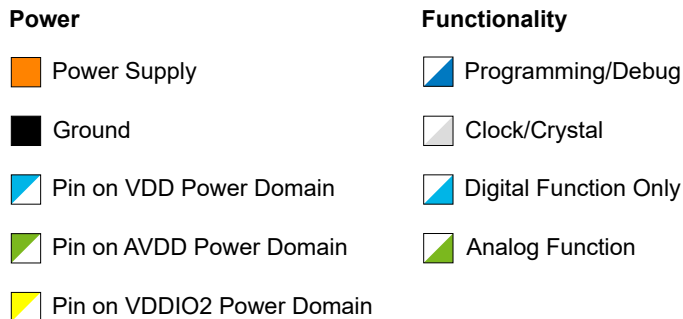 Power
Power Supply
Ground
Pin on VDD Power Domain
Pin on AVDD Power Domain
Pin on VDDIO2 Power Domain
Functionality
Programming/Debug
Clock/Crystal
Digital Function Only
Analog Function